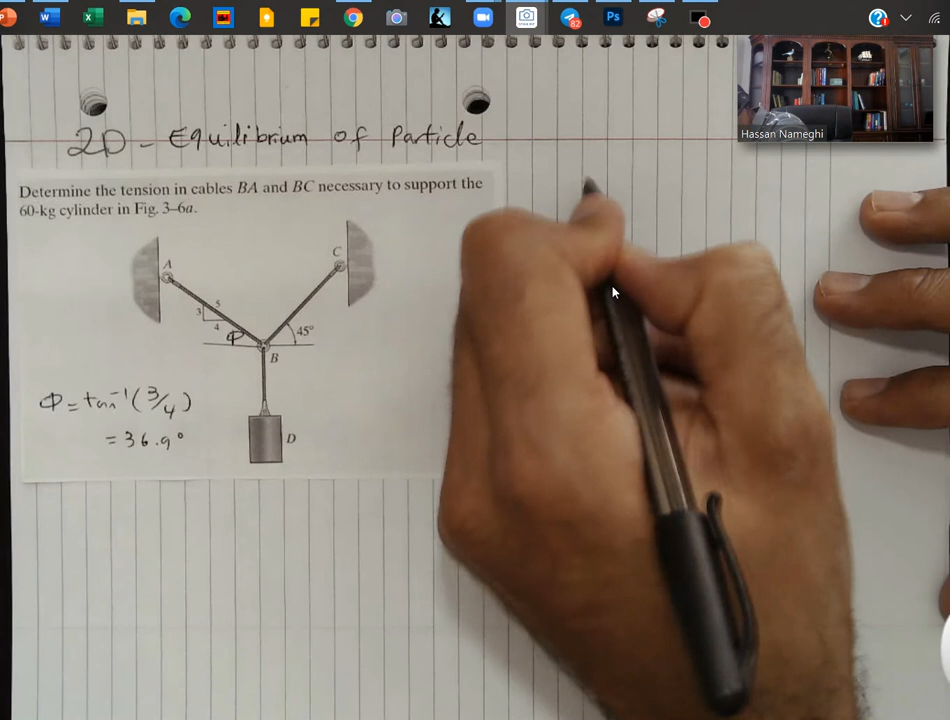 82
Hassan Nameghi
2D - Equilibrium of Particle
Determine the tension in cables BA and BC necessary to support the
60-kg cylinder in Fig. 3–6a.
A
C
5
3
4
Φ
45°
B
D
Φ = tan⁻¹(3/4)
= 36.9°